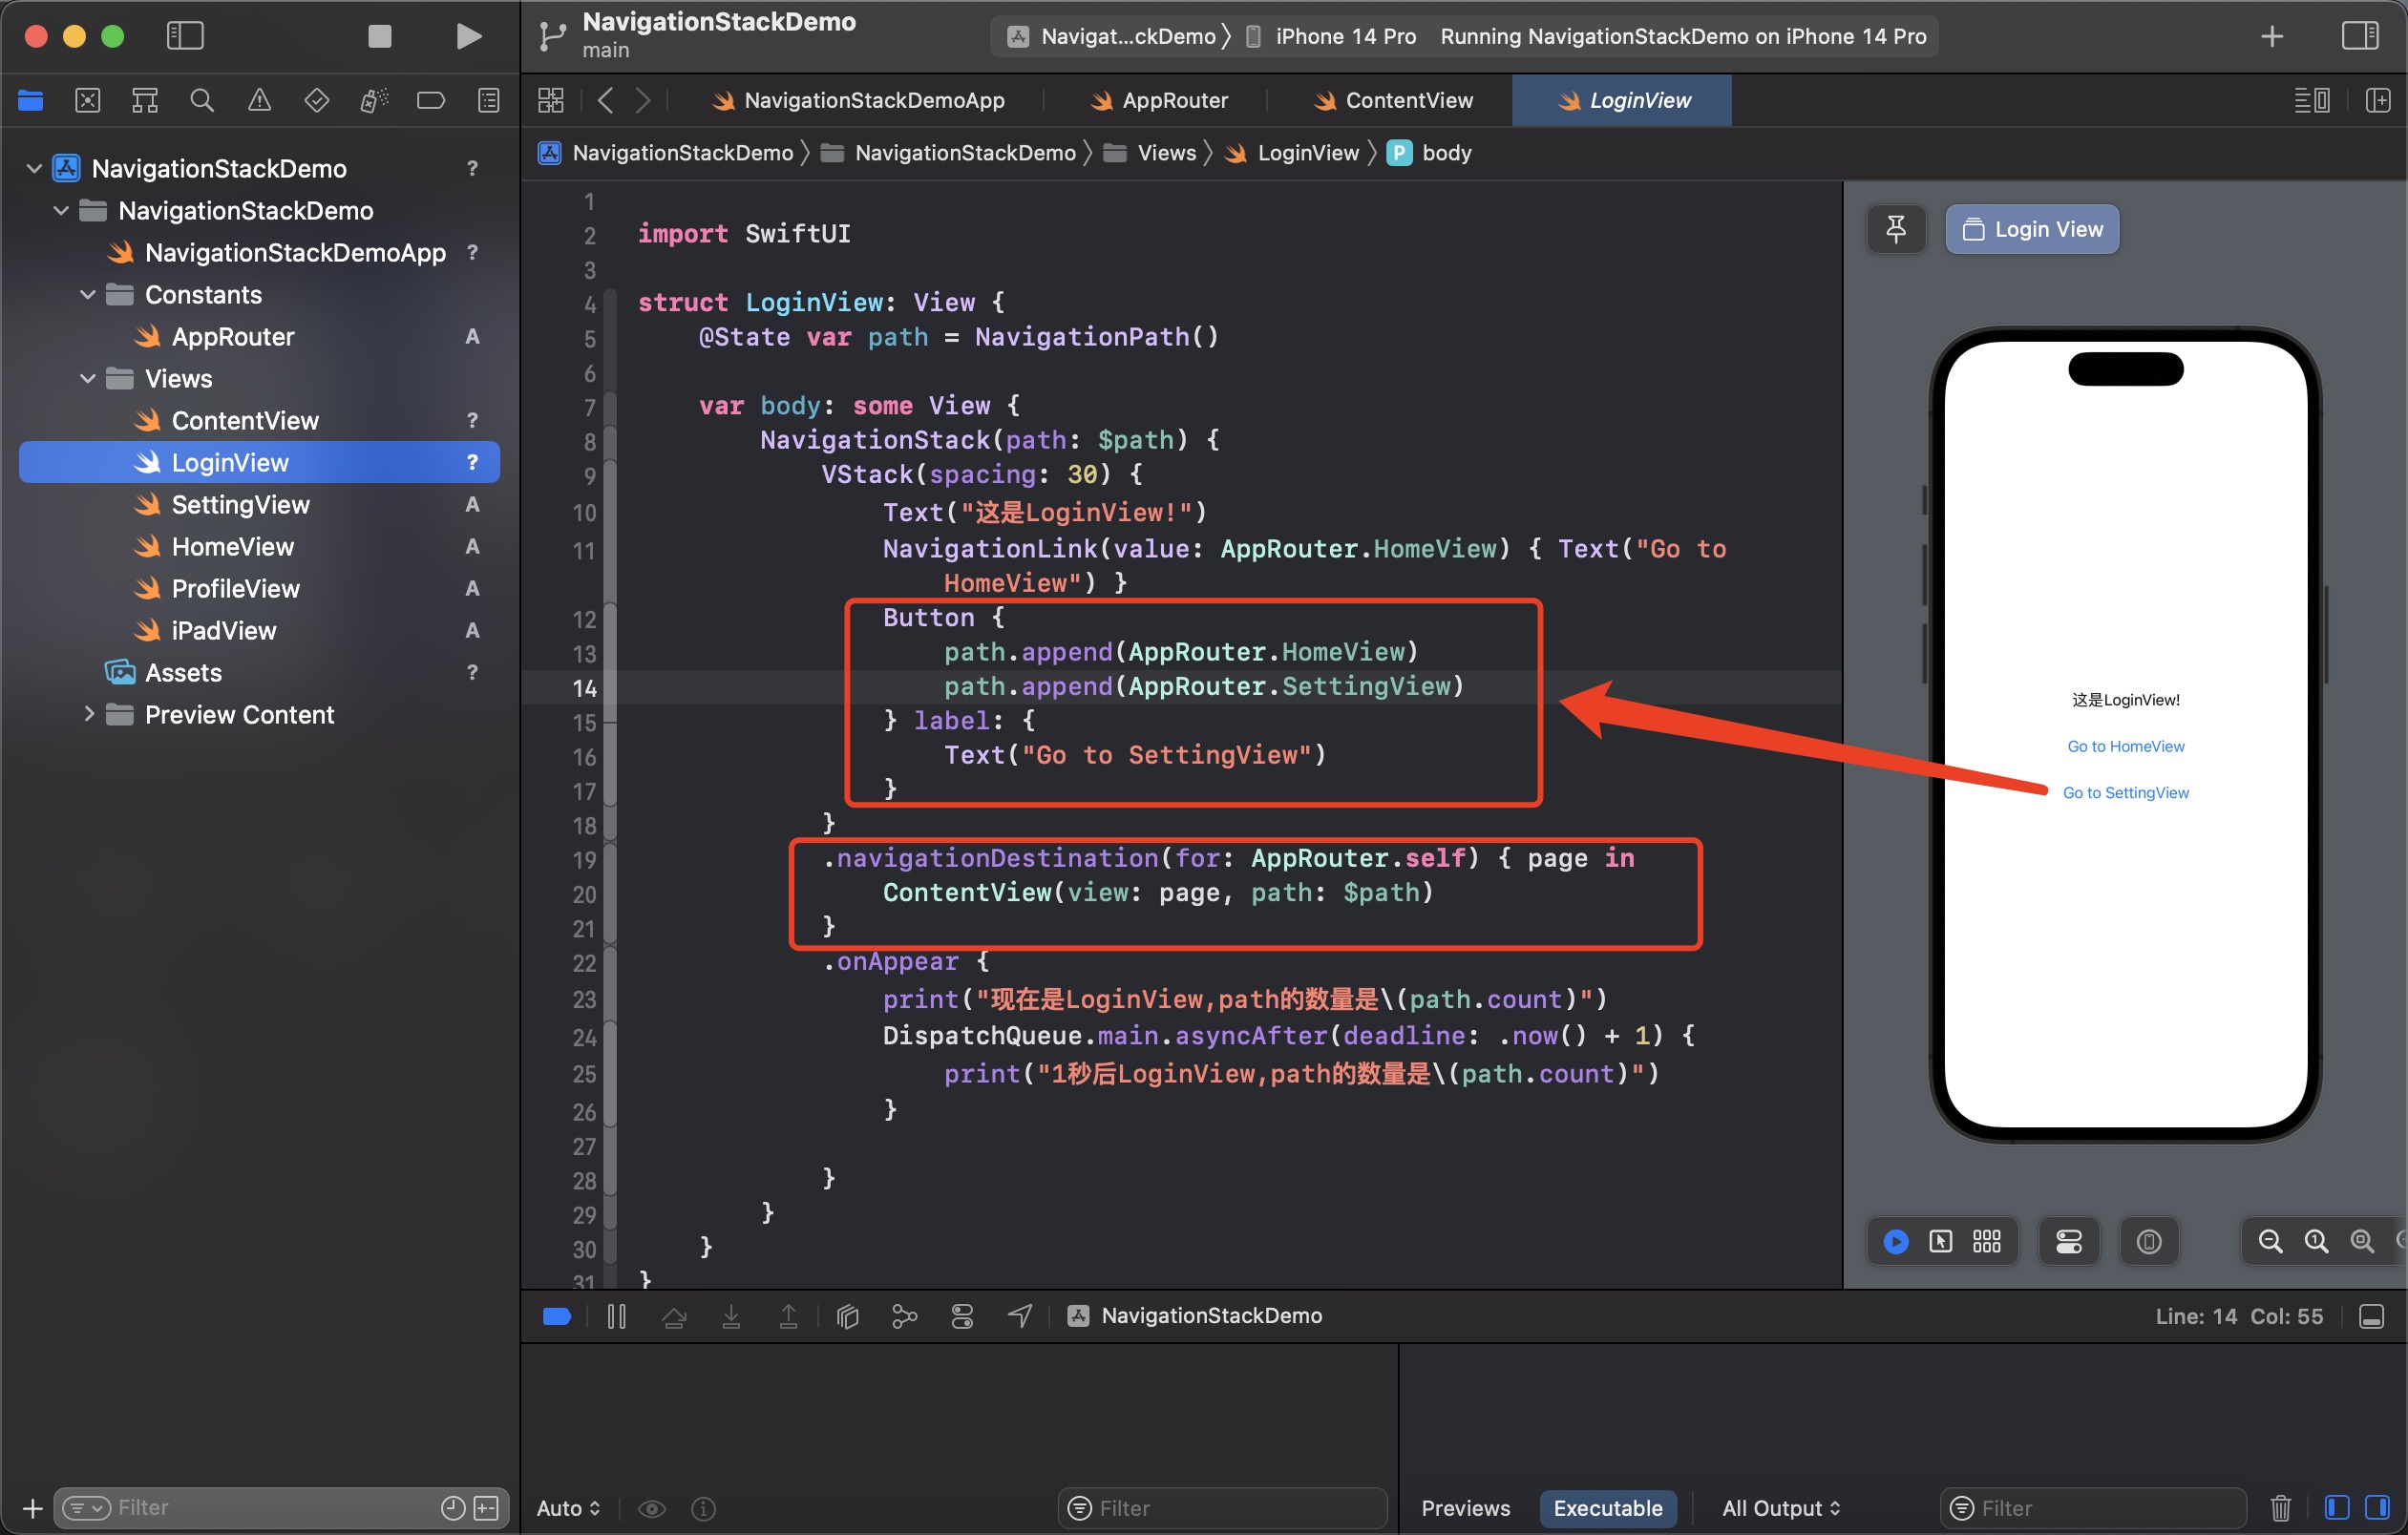 NavigationStackDemo
main
Navigat...ckDemo
iPhone 14 Pro
Running NavigationStackDemo on iPhone 14 Pro
NavigationStackDemoApp
AppRouter
ContentView
LoginView
NavigationStackDemo
NavigationStackDemo
Views
LoginView
P body
NavigationStackDemo ?
NavigationStackDemo
NavigationStackDemoApp ?
Constants
AppRouter A
Views
ContentView ?
LoginView ?
SettingView A
HomeView A
ProfileView A
iPadView A
Assets ?
Preview Content
Filter
1
2 import SwiftUI
3
4 struct LoginView: View {
5 @State var path = NavigationPath()
6
7 var body: some View {
8 NavigationStack(path: $path) {
9 VStack(spacing: 30) {
10 Text("这是LoginView!")
11 NavigationLink(value: AppRouter.HomeView) { Text("Go to
HomeView") }
12 Button {
13 path.append(AppRouter.HomeView)
14 path.append(AppRouter.SettingView)
15 } label: {
16 Text("Go to SettingView")
17 }
18 }
19 .navigationDestination(for: AppRouter.self) { page in
20 ContentView(view: page, path: $path)
21 }
22 .onAppear {
23 print("现在是LoginView,path的数量是\(path.count)")
24 DispatchQueue.main.asyncAfter(deadline: .now() + 1) {
25 print("1秒后LoginView,path的数量是\(path.count)")
26 }
27
28 }
29 }
30 }
31 }
Login View
这是LoginView!
Go to HomeView
Go to SettingView
NavigationStackDemo
Line: 14 Col: 55
Auto
Filter
Previews
Executable
All Output
Filter